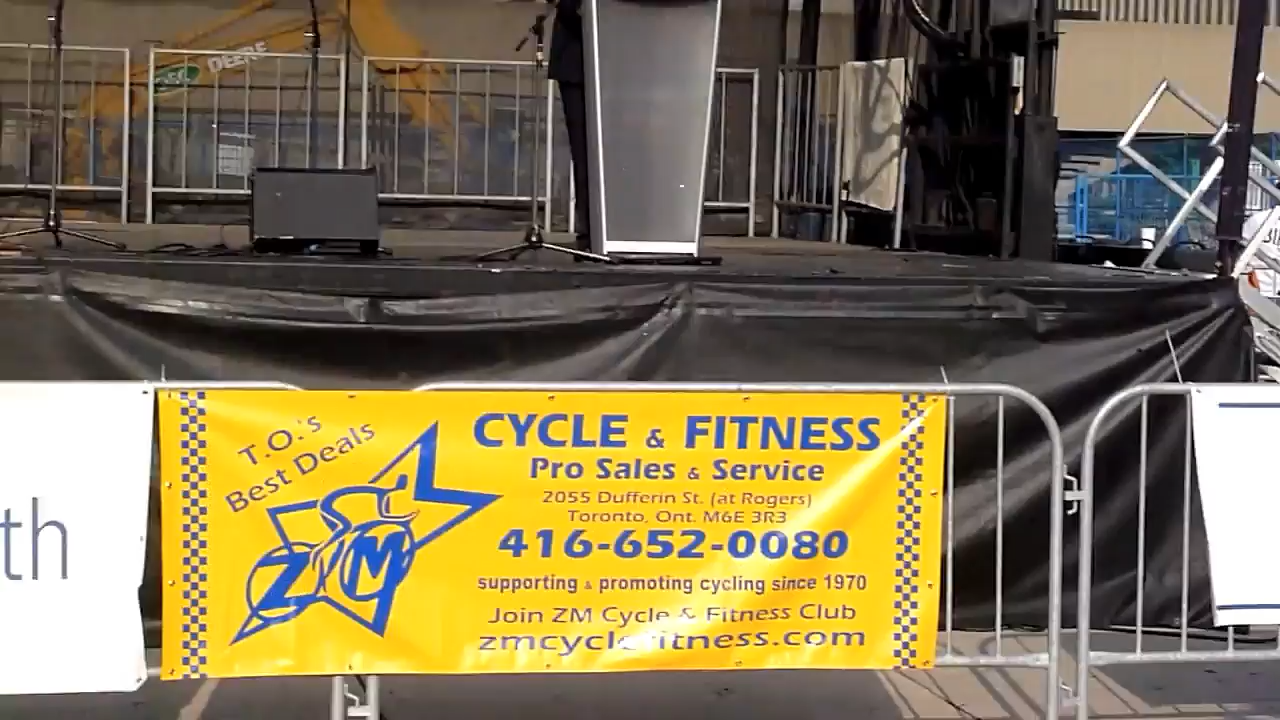 DEERE
th
T.O.'s
Best Deals
ZM
CYCLE & FITNESS
Pro Sales & Service
2055 Dufferin St. (at Rogers)
Toronto, Ont. M6E 3R3
416-652-0080
supporting & promoting cycling since 1970
Join ZM Cycle & Fitness Club
zmcyclefitness.com